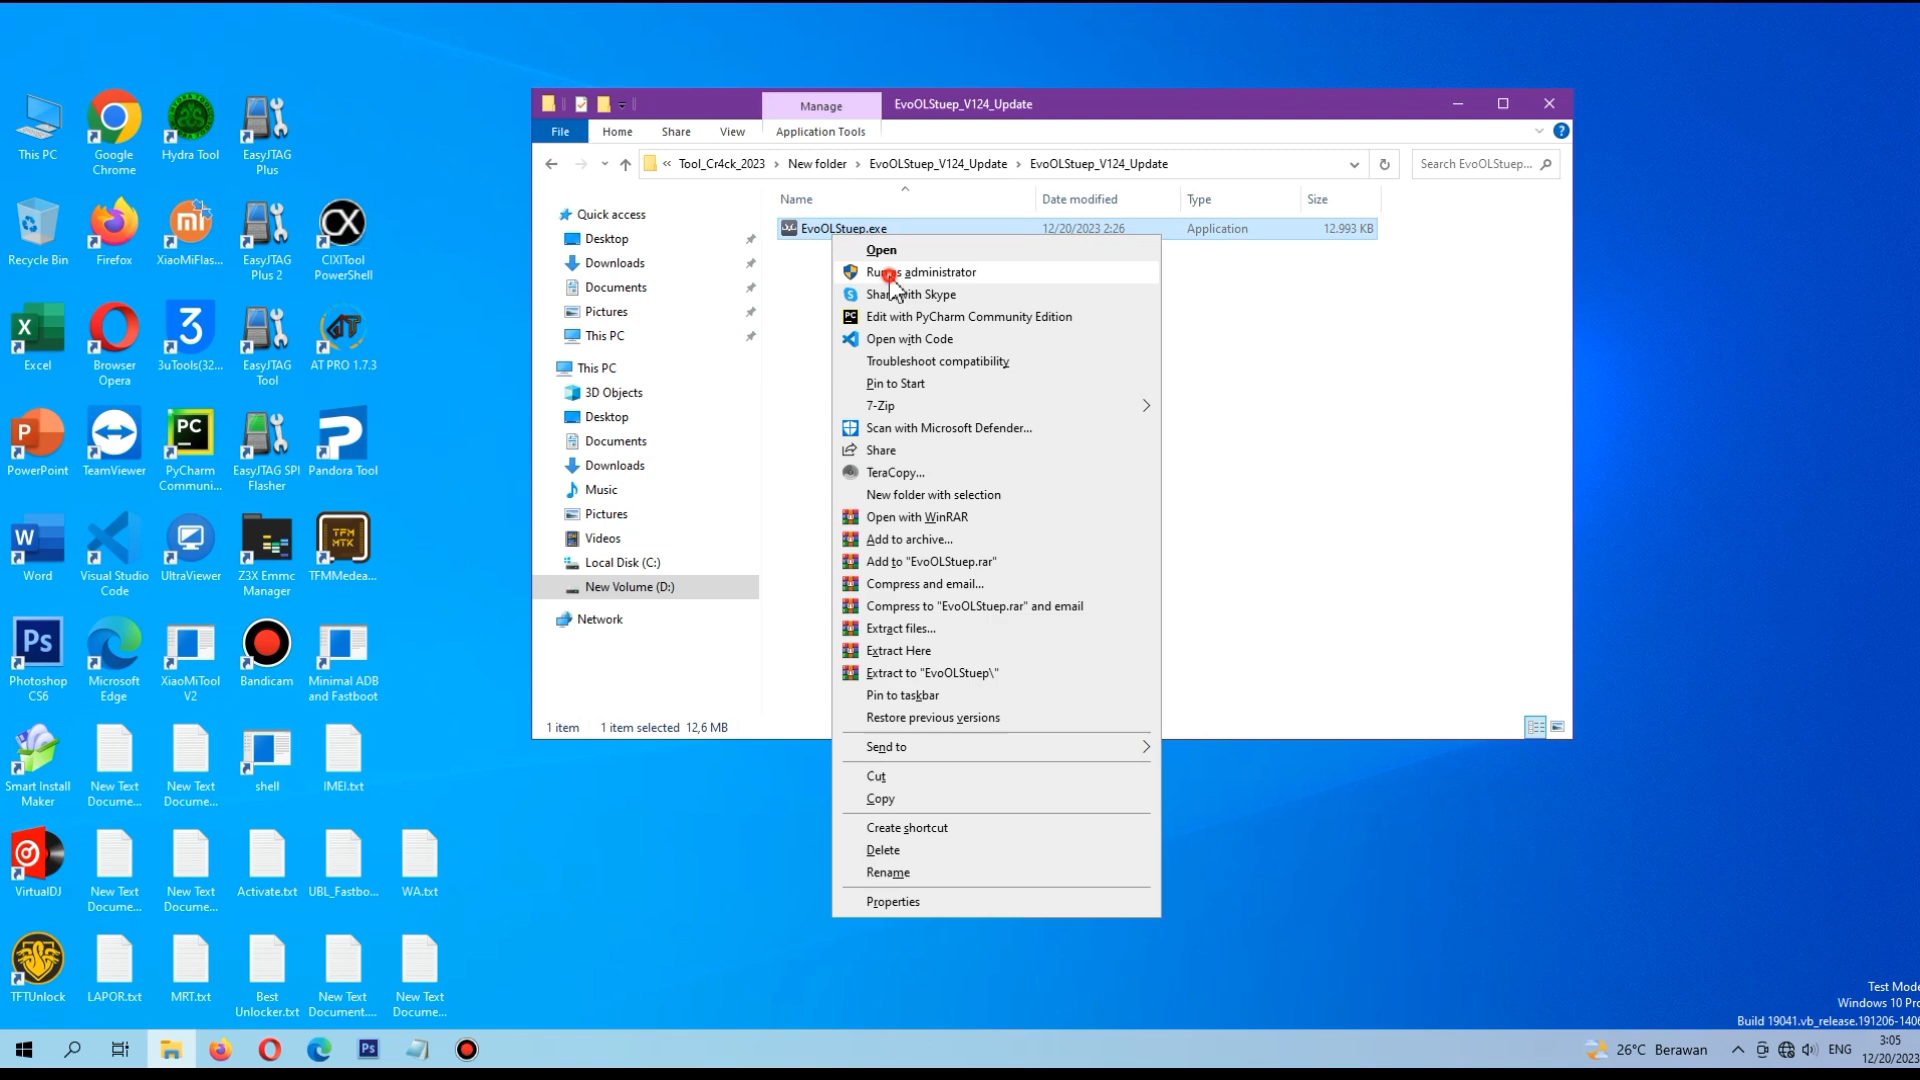 This PC
Google
Chrome
Hydra Tool
EasyJTAG
Plus
Recycle Bin
Firefox
XiaoMiFlas...
EasyJTAG
Plus 2
CIXITool
PowerShell
Excel
Browser
Opera
3uTools(32...
EasyJTAG
Tool
AT PRO 1.7.3
PowerPoint
TeamViewer
PyCharm
Communi...
EasyJTAG SPI
Flasher
Pandora Tool
Word
Visual Studio
Code
UltraViewer
Z3X Emmc
Manager
TFMMedea...
Photoshop
CS6
Microsoft
Edge
XiaoMiTool
V2
Bandicam
Minimal ADB
and Fastboot
Smart Install
Maker
New Text
Docume...
New Text
Docume...
shell
IMEI.txt
VirtualDJ
New Text
Docume...
New Text
Docume...
Activate.txt
UBL_Fastbo...
WA.txt
TFTUnlock
LAPOR.txt
MRT.txt
Best
Unlocker.txt
New Text
Document....
New Text
Docume...
Manage
EvoOLStuep_V124_Update
File
Home
Share
View
Application Tools
« Tool_Cr4ck_2023 › New folder › EvoOLStuep_V124_Update › EvoOLStuep_V124_Update
Search EvoOLStuep...
Quick access
Desktop
Downloads
Documents
Pictures
This PC
This PC
3D Objects
Desktop
Documents
Downloads
Music
Pictures
Videos
Local Disk (C:)
New Volume (D:)
Network
Name
Date modified
Type
Size
EvoOLStuep.exe
12/20/2023 2:26
Application
12.993 KB
Open
administrator
with Skype
Edit with PyCharm Community Edition
Open with Code
Troubleshoot compatibility
Pin to Start
7-Zip
Scan with Microsoft Defender...
Share
TeraCopy...
New folder with selection
Open with WinRAR
Add to archive...
Add to "EvoOLStuep.rar"
Compress and email...
Compress to "EvoOLStuep.rar" and email
Extract files...
Extract Here
Extract to "EvoOLStuep\"
Pin to taskbar
Restore previous versions
Send to
Cut
Copy
Create shortcut
Delete
Rename
Properties
1 item
1 item selected 12,6 MB
Test Mode
Windows 10 Pro
Build 19041.vb_release.191206-1406
26°C Berawan
ENG
3:05
12/20/2023